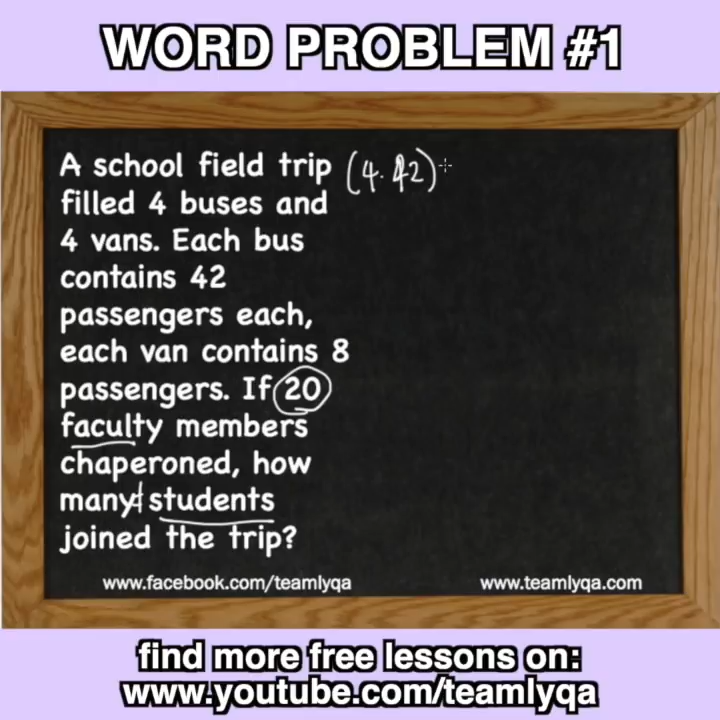 WORD PROBLEM #1
A school field trip (4·42)+
filled 4 buses and
4 vans. Each bus
contains 42
passengers each,
each van contains 8
passengers. If 20
faculty members
chaperoned, how
many students
joined the trip?
www.facebook.com/teamlyqa www.teamlyqa.com
find more free lessons on:
www.youtube.com/teamlyqa